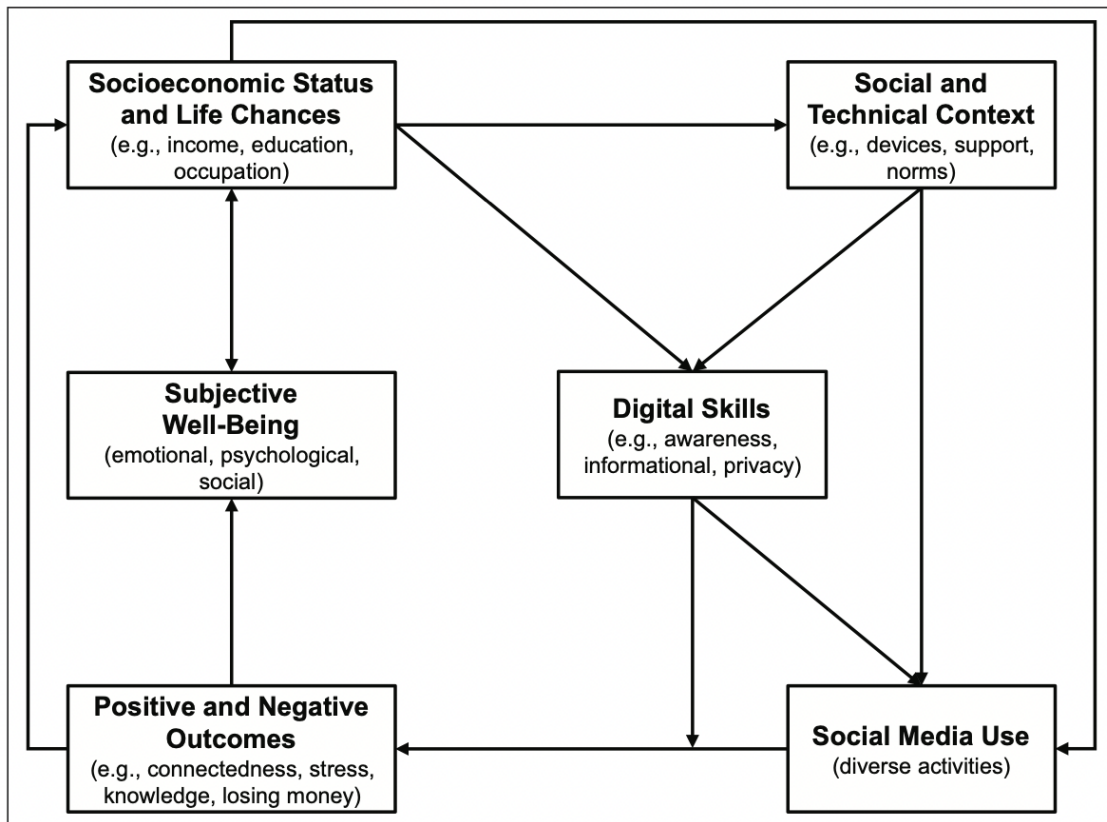 Socioeconomic Status
and Life Chances
(e.g., income, education,
occupation)
Social and
Technical Context
(e.g., devices, support,
norms)
Subjective
Well-Being
(emotional, psychological,
social)
Digital Skills
(e.g., awareness,
informational, privacy)
Positive and Negative
Outcomes
(e.g., connectedness, stress,
knowledge, losing money)
Social Media Use
(diverse activities)